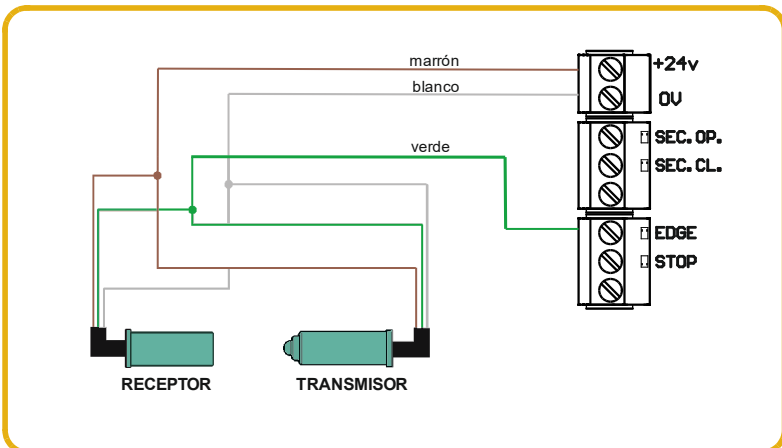 marrón
+24v
blanco
0V
SEC.OP.
verde
SEC.CL.
EDGE
STOP
RECEPTOR
TRANSMISOR